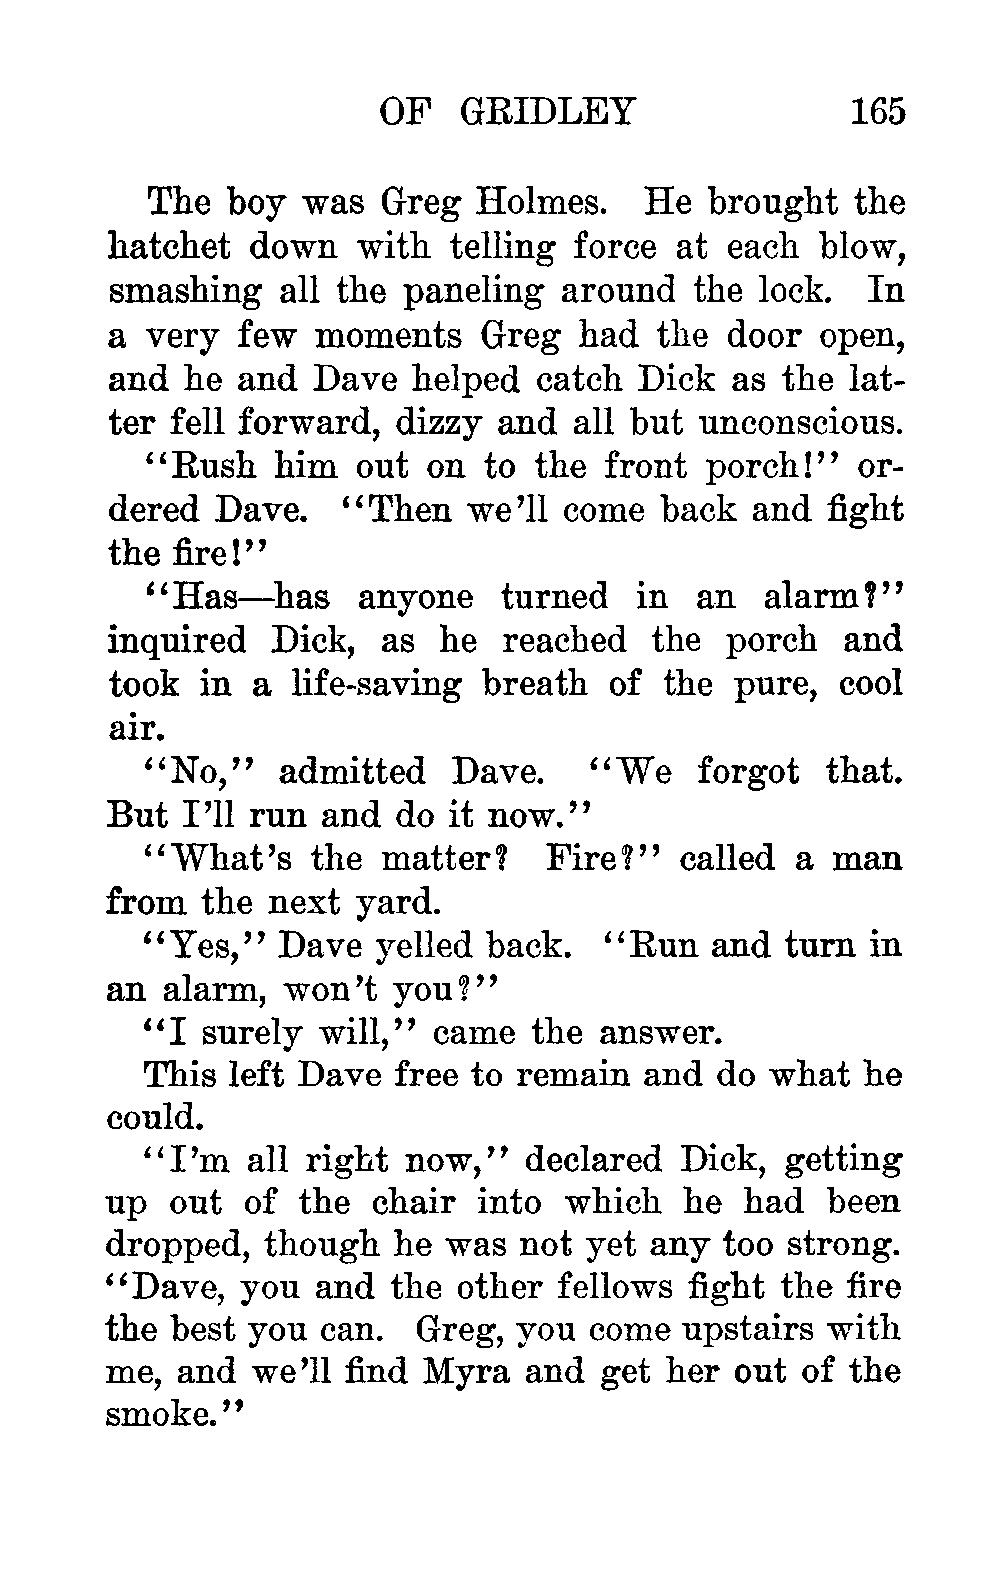 OF GRIDLEY 165
The boy was Greg Holmes. He brought the
hatchet down with telling force at each blow,
smashing all the paneling around the lock. In
a very few moments Greg had the door open,
and he and Dave helped catch Dick as the lat-
ter fell forward, dizzy and all but unconscious.
“Rush him out on to the front porch!” or-
dered Dave. “Then we’ll come back and fight
the fire!”
“Has—has anyone turned in an alarm?”
inquired Dick, as he reached the porch and
took in a life-saving breath of the pure, cool
air.
“No,” admitted Dave. “We forgot that.
But I’ll run and do it now.”
“What’s the matter? Fire?” called a man
from the next yard.
“Yes,” Dave yelled back. “Run and turn in
an alarm, won’t you?”
“I surely will,” came the answer.
This left Dave free to remain and do what he
could.
“I’m all right now,” declared Dick, getting
up out of the chair into which he had been
dropped, though he was not yet any too strong.
“Dave, you and the other fellows fight the fire
the best you can. Greg, you come upstairs with
me, and we’ll find Myra and get her out of the
smoke.”